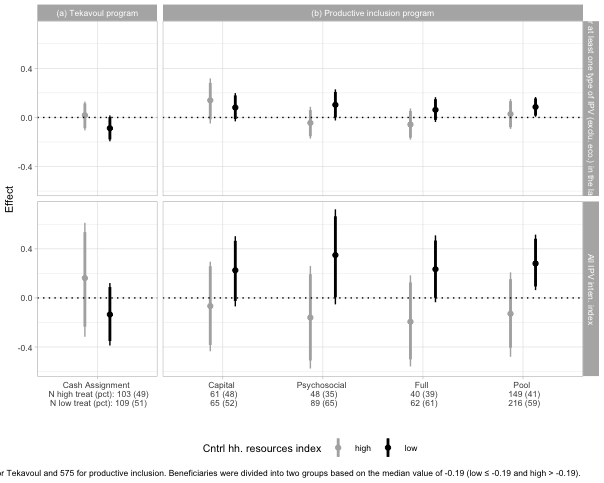 (a) Tekavoul program
(b) Productive inclusion program
at least one type of IPV (exclu. eco.) in the la
0.4
0.0
-0.4
Effect
All IPV inten. index
0.4
0.0
-0.4
Cash Assignment
N high treat (pct): 103 (49)
N low treat (pct): 109 (51)
Capital
61 (48)
65 (52)
Psychosocial
48 (35)
89 (65)
Full
40 (39)
62 (61)
Pool
149 (41)
216 (59)
Cntrl hh. resources index
high
low
or Tekavoul and 575 for productive inclusion. Beneficiaries were divided into two groups based on the median value of -0.19 (low ≤ -0.19 and high > -0.19).